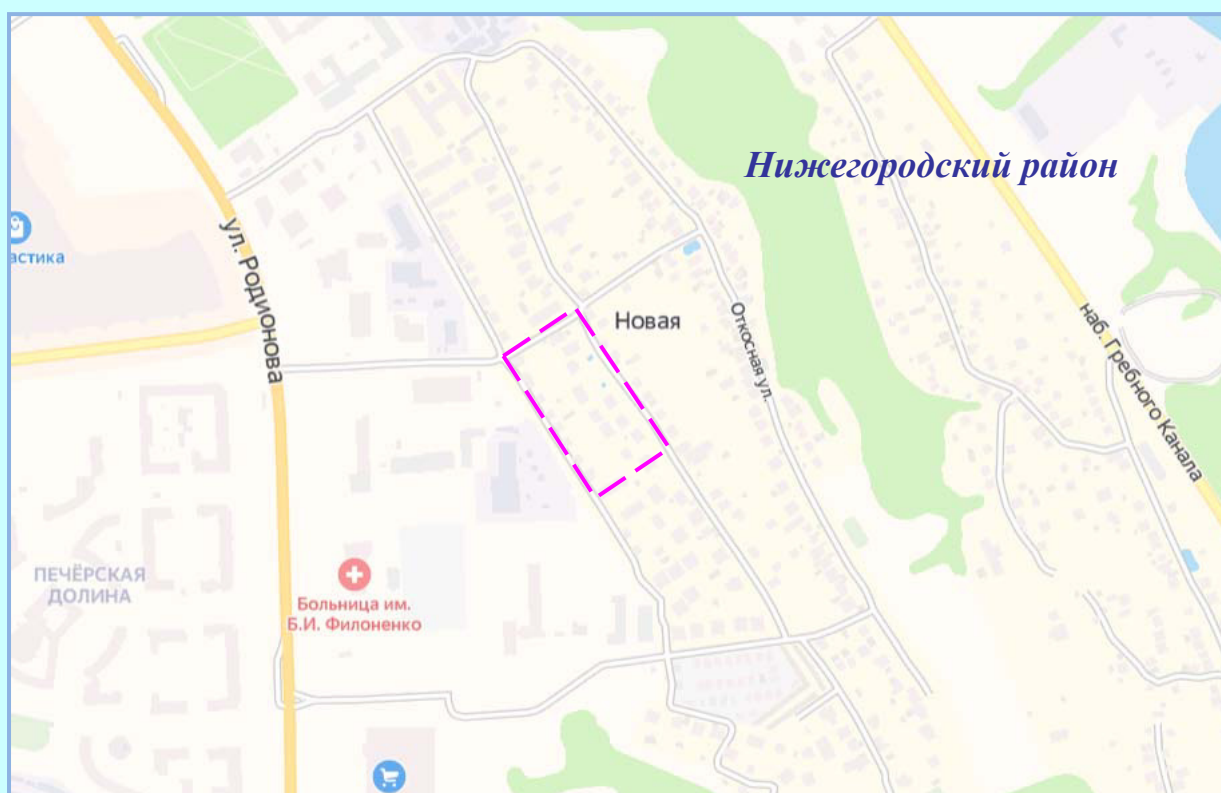 Нижегородский район
астика
ул. Родионова
Новая
Откосная ул.
наб. Гребного Канала
ПЕЧЁРСКАЯ
ДОЛИНА
Больница им.
Б.И. Филоненко